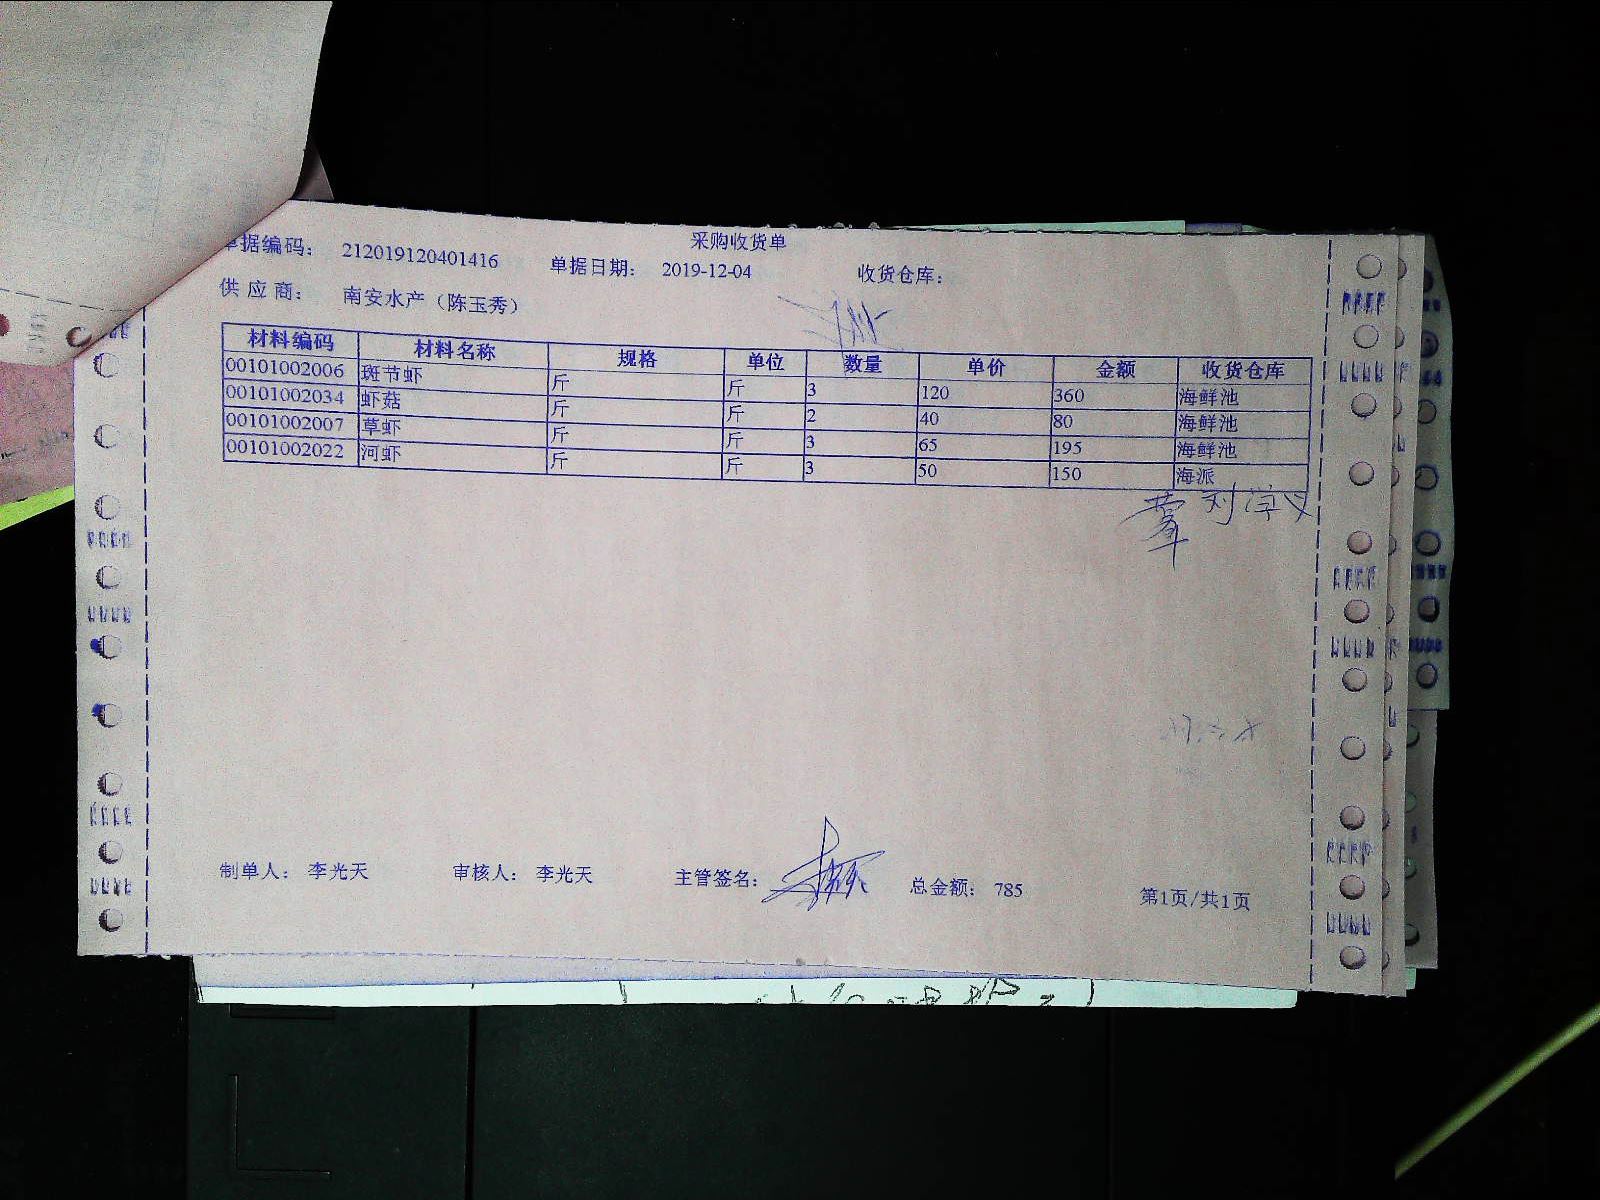 采购收货单
单据编码： 212019120401416 单据日期： 2019-12-04 收货仓库：
供应商： 南安水产（陈玉秀）
材料编码 材料名称 规格 单位 数量 单价 金额 收货仓库
00101002006 斑节虾 斤 斤 3 120 360 海鲜池
00101002034 虾菇 斤 斤 2 40 80 海鲜池
00101002007 草虾 斤 斤 3 65 195 海鲜池
00101002022 河虾 斤 斤 3 50 150 海派
刘学义
制单人： 李光天 审核人： 李光天 主管签名： 总金额： 785 第1页/共1页